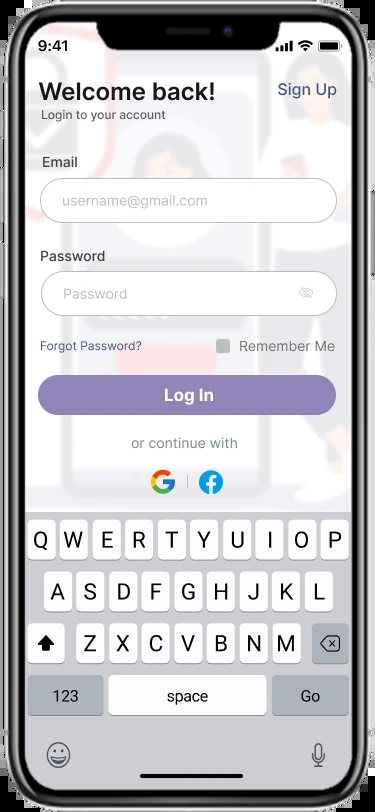 9:41
Welcome back! Sign Up
Login to your account
Email
username@gmail.com
Password
Password
Forgot Password? Remember Me
Log In
or continue with
Q W E R T Y U I O P
A S D F G H J K L
Z X C V B N M
123 space Go